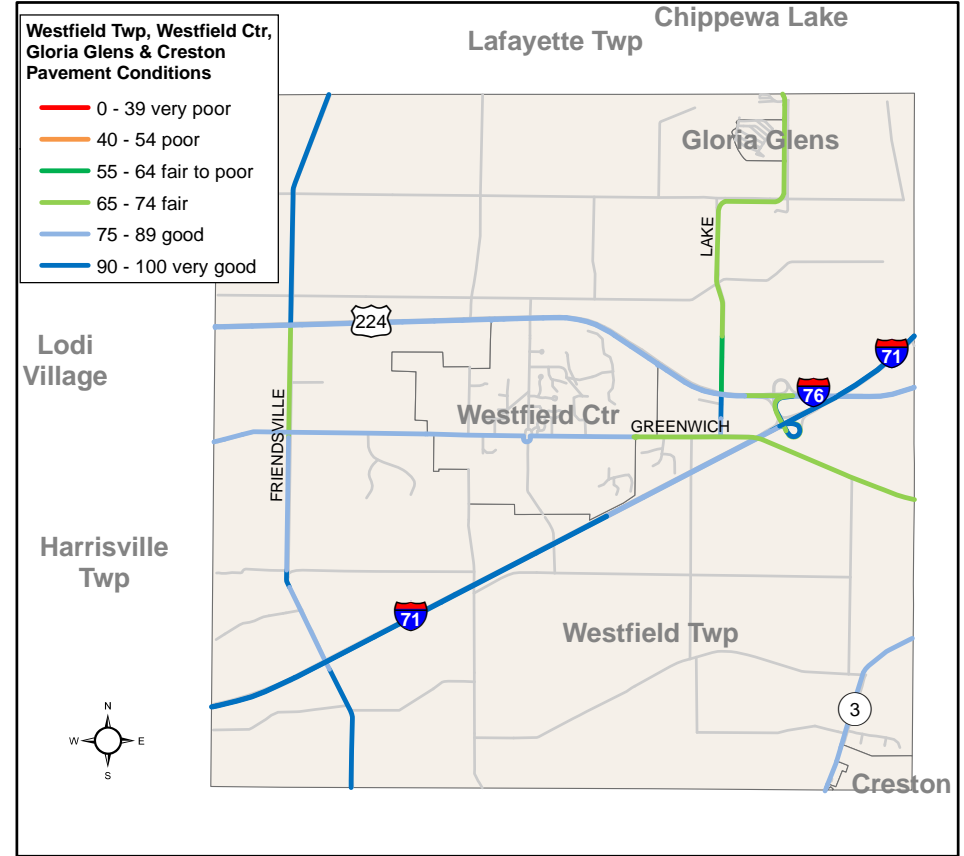 Chippewa Lake
Lafayette Twp
Westfield Twp, Westfield Ctr,
Gloria Glens & Creston
Pavement Conditions
0 - 39 very poor
40 - 54 poor
55 - 64 fair to poor
65 - 74 fair
75 - 89 good
90 - 100 very good
Gloria Glens
LAKE
224
Lodi
Village
71
76
Westfield Ctr
GREENWICH
FRIENDSVILLE
Harrisville
Twp
71
Westfield Twp
N
W
E
S
3
Creston